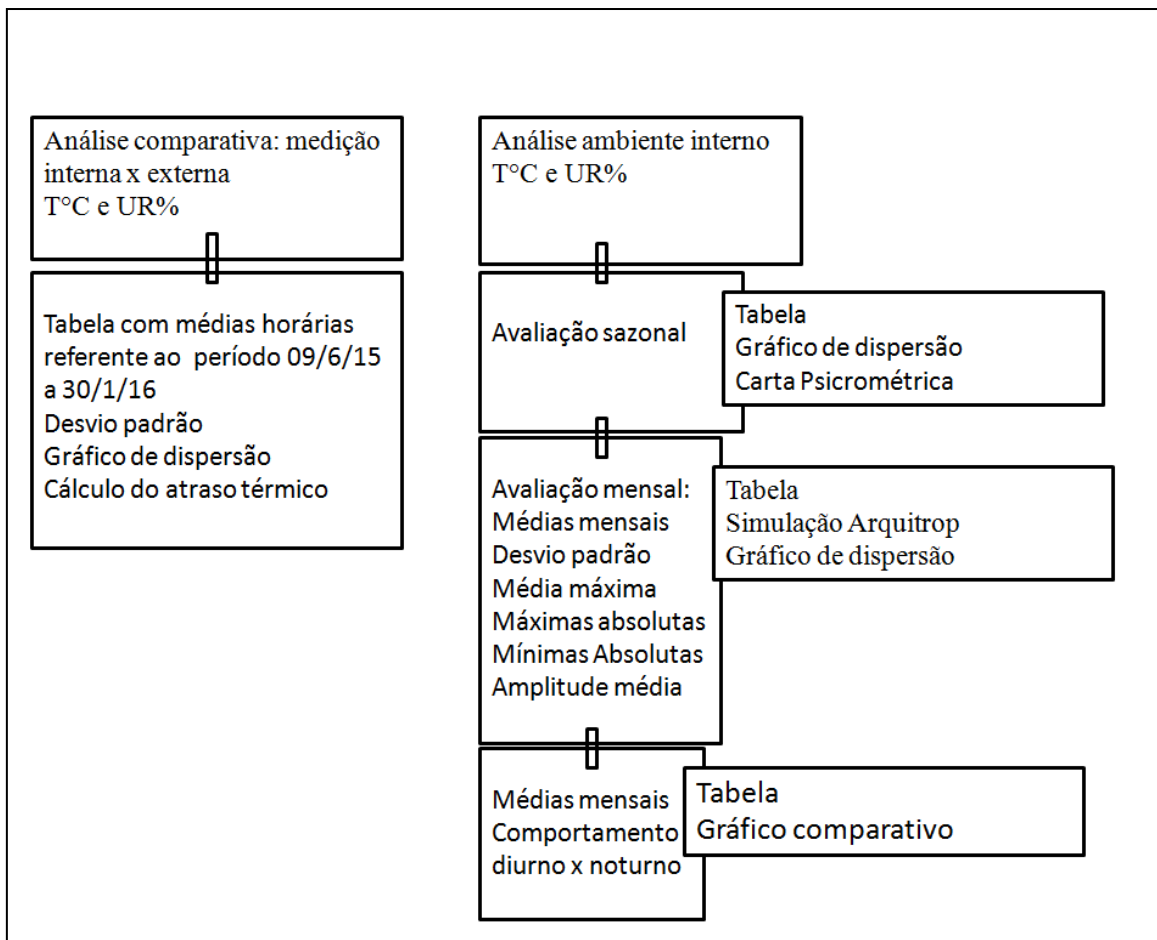 Análise comparativa: medição
interna x externa
T°C e UR%
Tabela com médias horárias
referente ao período 09/6/15
a 30/1/16
Desvio padrão
Gráfico de dispersão
Cálculo do atraso térmico
Análise ambiente interno
T°C e UR%
Avaliação sazonal
Tabela
Gráfico de dispersão
Carta Psicrométrica
Avaliação mensal:
Médias mensais
Desvio padrão
Média máxima
Máximas absolutas
Mínimas Absolutas
Amplitude média
Tabela
Simulação Arquitrop
Gráfico de dispersão
Médias mensais
Comportamento
diurno x noturno
Tabela
Gráfico comparativo